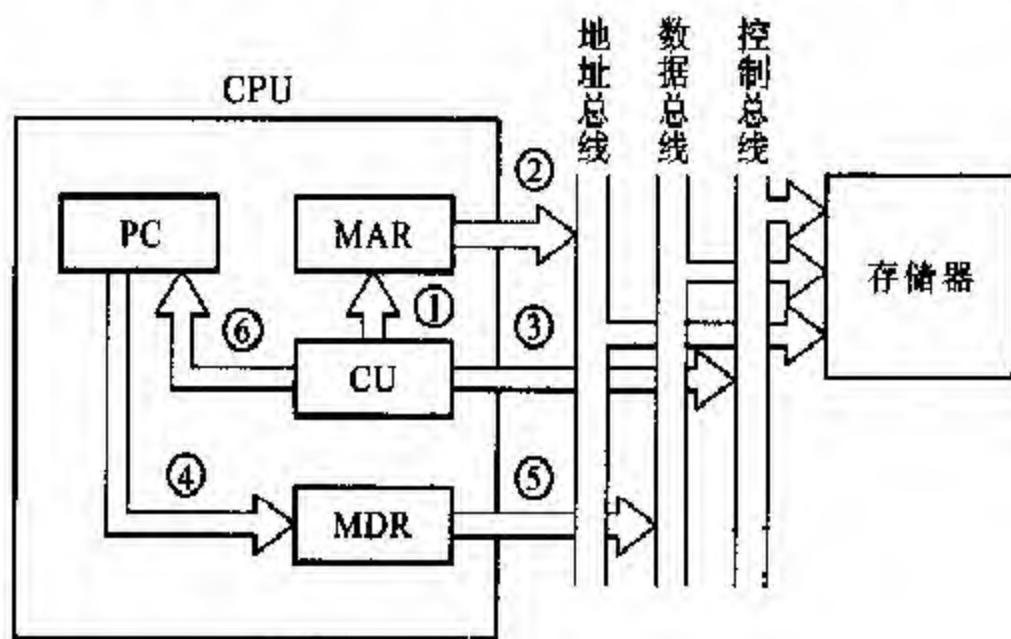 地址总线
数据总线
控制总线
CPU
②
PC
MAR
存储器
①
⑥
③
CU
④
⑤
MDR